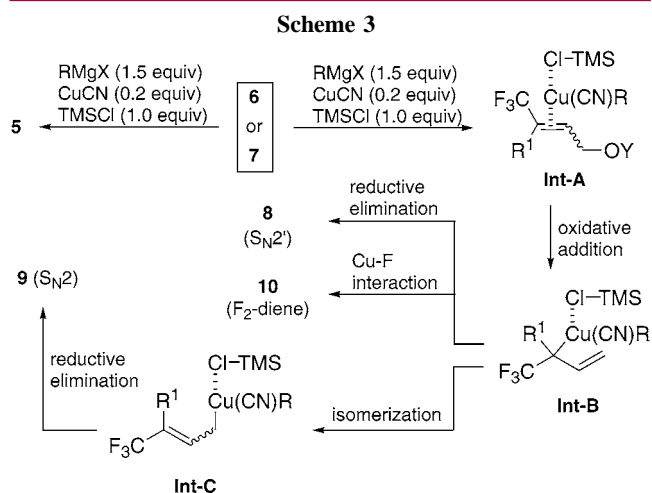 Scheme 3
RMgX (1.5 equiv)
CuCN (0.2 equiv)
TMSCl (1.0 equiv)
5
6
or
7
RMgX (1.5 equiv)
CuCN (0.2 equiv)
TMSCl (1.0 equiv)
Cl–TMS
F3C
Cu(CN)R
R1
OY
Int-A
oxidative
addition
reductive
elimination
8
(SN2')
Cu-F
interaction
10
(F2-diene)
9 (SN2)
Cl–TMS
R1
Cu(CN)R
F3C
Int-B
reductive
elimination
isomerization
Cl–TMS
R1
Cu(CN)R
F3C
Int-C